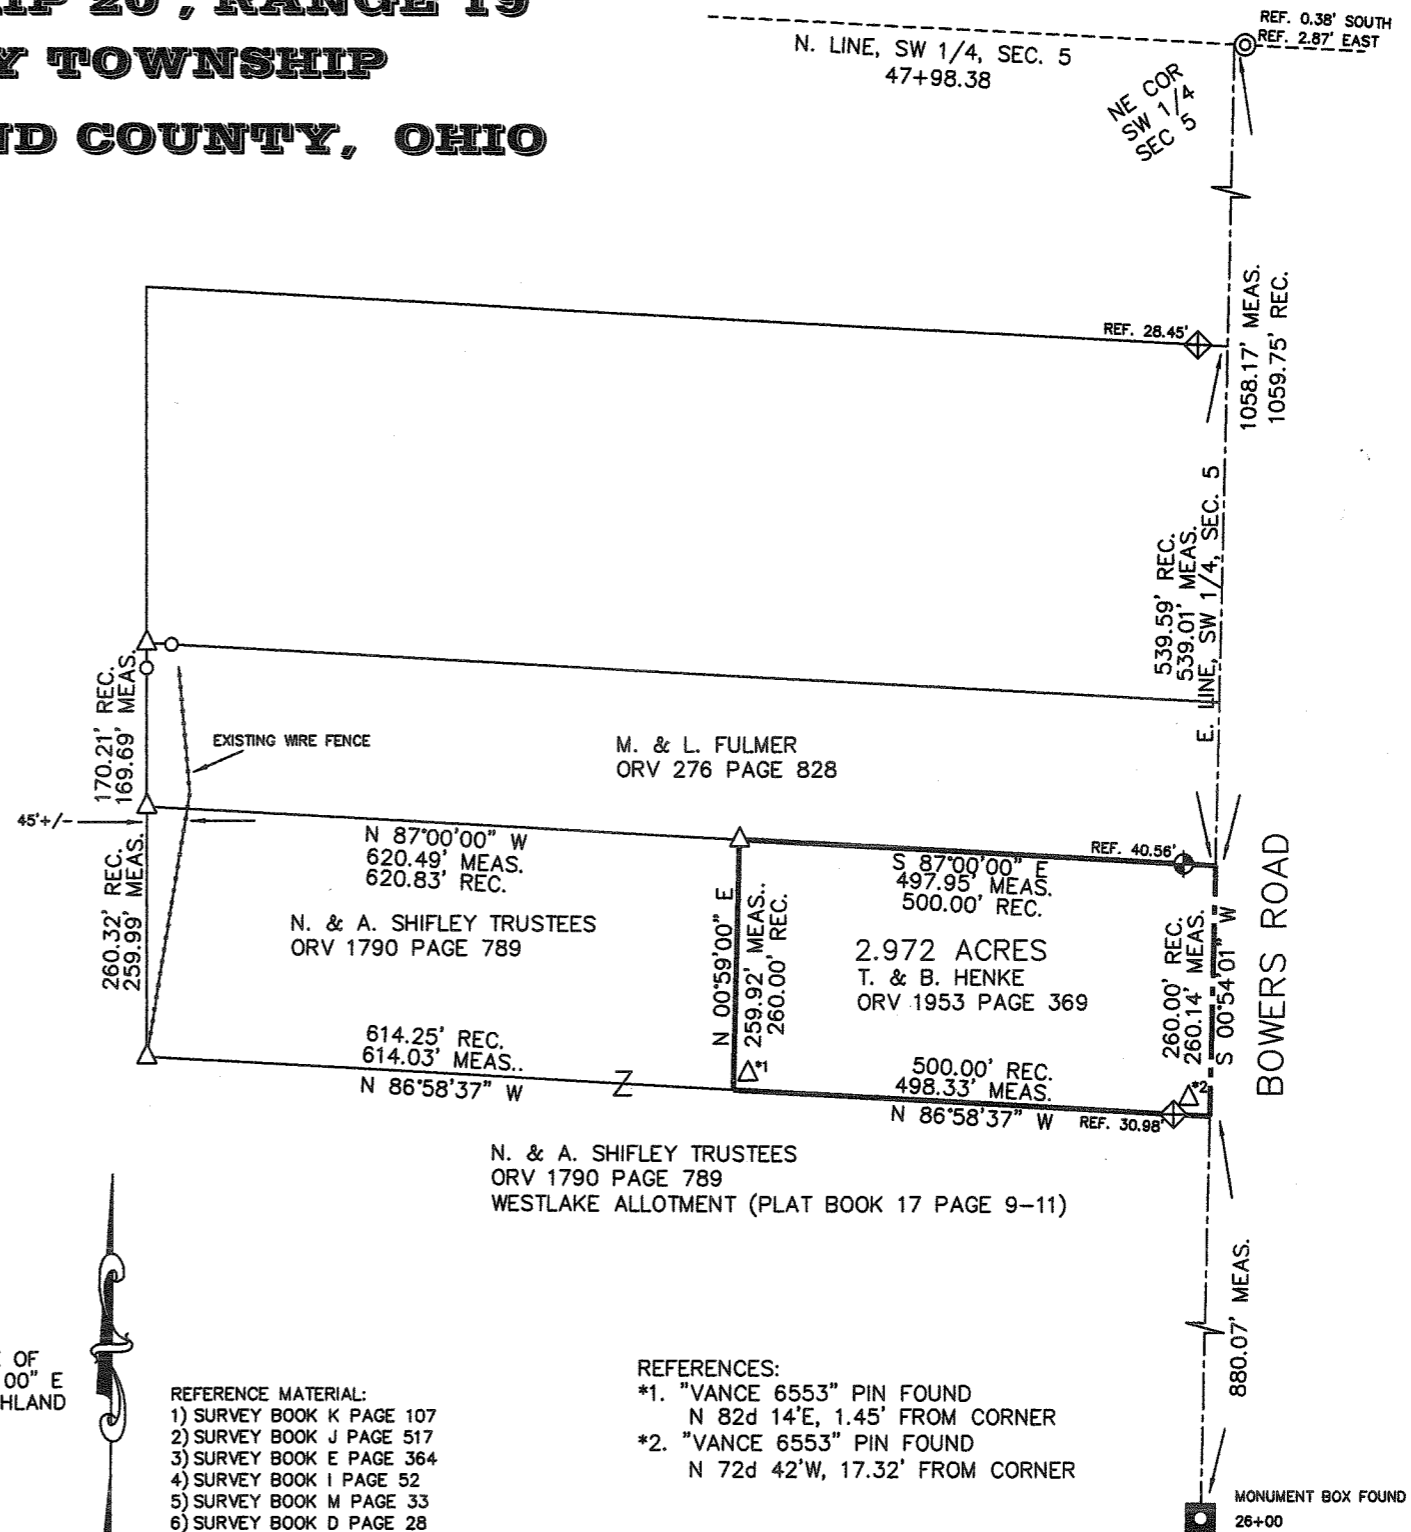 IP 20 , RANGE 19
Y TOWNSHIP
ND COUNTY, OHIO
REF. 0.38' SOUTH
REF. 2.87' EAST
N. LINE, SW 1/4, SEC. 5
47+98.38
NE COR
SW 1/4
SEC 5
REF. 28.45'
1058.17' MEAS.
1059.75' REC.
539.59' REC.
539.01' MEAS.
E. LINE, SW 1/4, SEC. 5
170.21' REC.
169.69' MEAS.
EXISTING WIRE FENCE
M. & L. FULMER
ORV 276 PAGE 828
45'+/-
N 87°00'00" W
620.49' MEAS.
620.83' REC.
REF. 40.56'
S 87°00'00" E
497.95' MEAS.
500.00' REC.
260.32' REC.
259.99' MEAS.
N. & A. SHIFLEY TRUSTEES
ORV 1790 PAGE 789
N 00°59'00" E
259.92' MEAS..
260.00' REC.
2.972 ACRES
T. & B. HENKE
ORV 1953 PAGE 369
260.00' REC.
260.14' MEAS.
S 00°54'01" W
BOWERS ROAD
614.25' REC.
614.03' MEAS..
N 86°58'37" W
Z
*1
500.00' REC.
498.33' MEAS.
N 86°58'37" W
REF. 30.98'
*2
N. & A. SHIFLEY TRUSTEES
ORV 1790 PAGE 789
WESTLAKE ALLOTMENT (PLAT BOOK 17 PAGE 9-11)
880.07' MEAS.
OF
00" E
HLAND
REFERENCE MATERIAL:
1) SURVEY BOOK K PAGE 107
2) SURVEY BOOK J PAGE 517
3) SURVEY BOOK E PAGE 364
4) SURVEY BOOK I PAGE 52
5) SURVEY BOOK M PAGE 33
6) SURVEY BOOK D PAGE 28
REFERENCES:
*1. "VANCE 6553" PIN FOUND
N 82d 14'E, 1.45' FROM CORNER
*2. "VANCE 6553" PIN FOUND
N 72d 42'W, 17.32' FROM CORNER
MONUMENT BOX FOUND
26+00